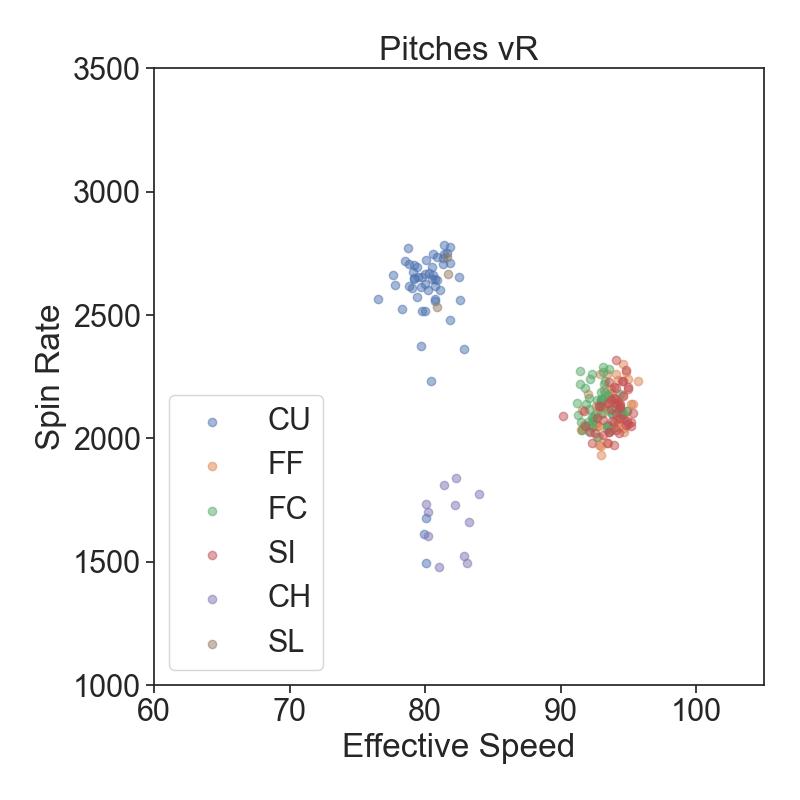 Pitches vR
3500
3000
2500
2000
1500
1000
Spin Rate
CU
FF
FC
SI
CH
SL
60 70 80 90 100
Effective Speed